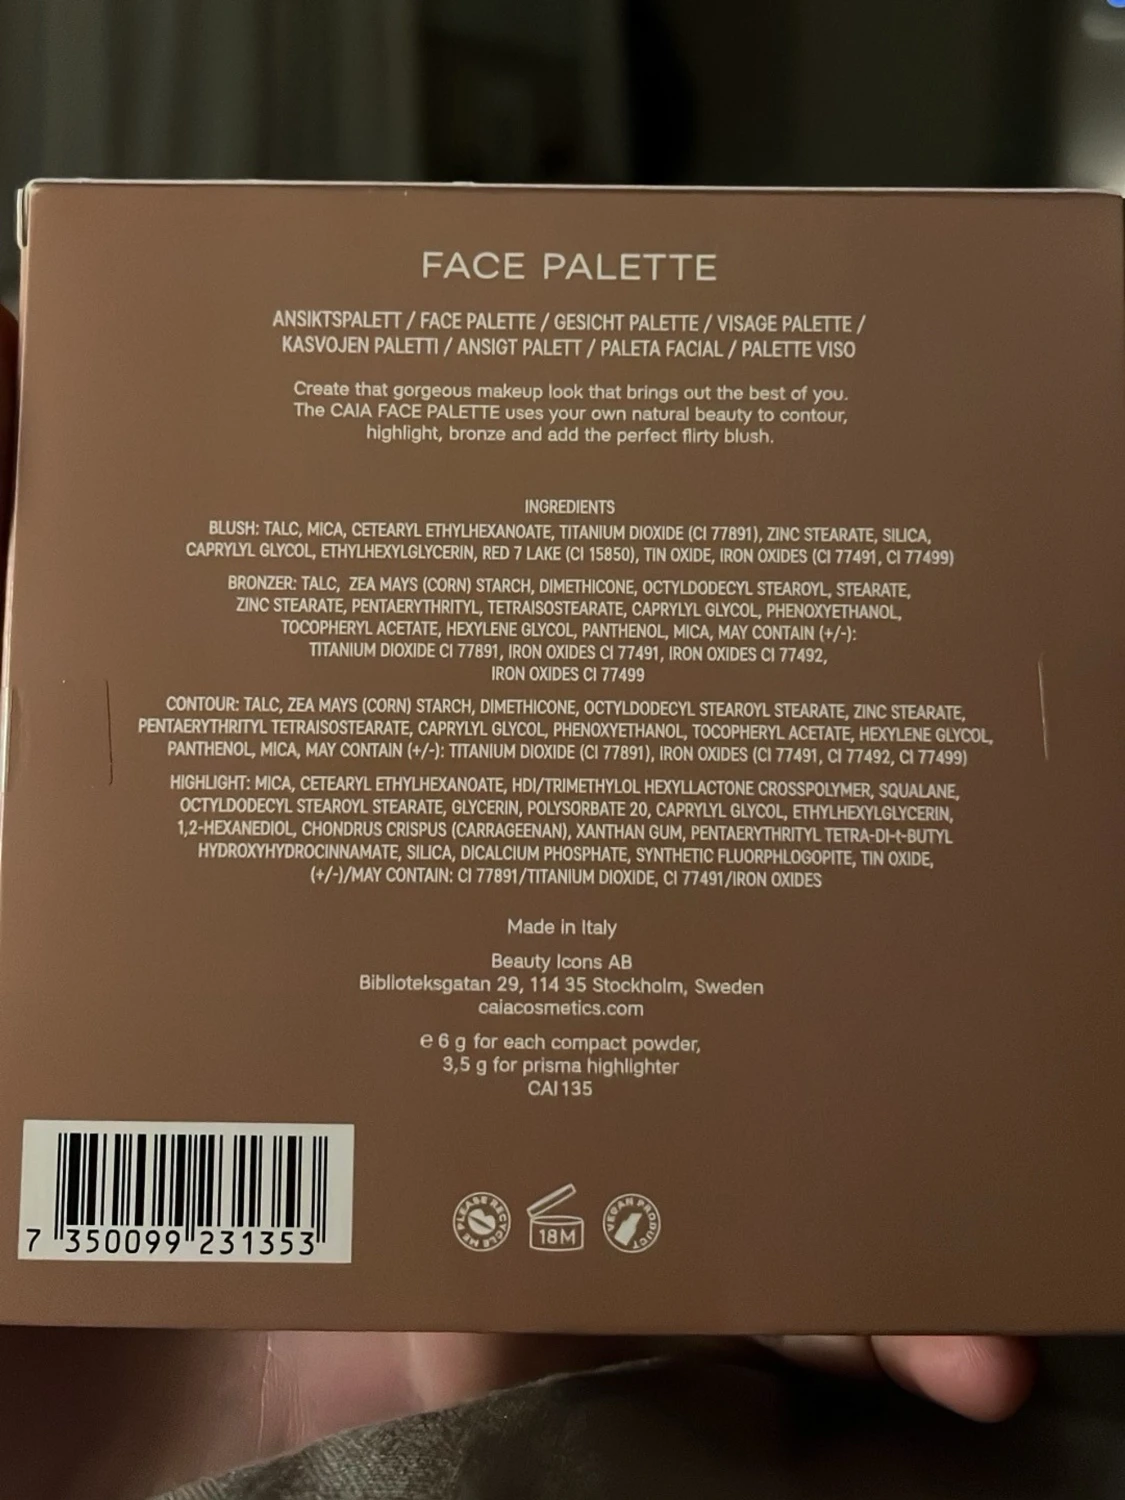 FACE PALETTE
ANSIKTSPALETT / FACE PALETTE / GESICHT PALETTE / VISAGE PALETTE /
KASVOJEN PALETTI / ANSIGT PALETT / PALETA FACIAL / PALETTE VISO
Create that gorgeous makeup look that brings out the best of you.
The CAIA FACE PALETTE uses your own natural beauty to contour,
highlight, bronze and add the perfect flirty blush.
INGREDIENTS
BLUSH: TALC, MICA, CETEARYL ETHYLHEXANOATE, TITANIUM DIOXIDE (CI 77891), ZINC STEARATE, SILICA,
CAPRYLYL GLYCOL, ETHYLHEXYLGLYCERIN, RED 7 LAKE (CI 15850), TIN OXIDE, IRON OXIDES (CI 77491, CI 77499)
BRONZER: TALC, ZEA MAYS (CORN) STARCH, DIMETHICONE, OCTYLDODECYL STEAROYL, STEARATE,
ZINC STEARATE, PENTAERYTHRITYL, TETRAISOSTEARATE, CAPRYLYL GLYCOL, PHENOXYETHANOL,
TOCOPHERYL ACETATE, HEXYLENE GLYCOL, PANTHENOL, MICA, MAY CONTAIN (+/-):
TITANIUM DIOXIDE CI 77891, IRON OXIDES CI 77491, IRON OXIDES CI 77492,
IRON OXIDES CI 77499
CONTOUR: TALC, ZEA MAYS (CORN) STARCH, DIMETHICONE, OCTYLDODECYL STEAROYL STEARATE, ZINC STEARATE,
PENTAERYTHRITYL TETRAISOSTEARATE, CAPRYLYL GLYCOL, PHENOXYETHANOL, TOCOPHERYL ACETATE, HEXYLENE GLYCOL,
PANTHENOL, MICA, MAY CONTAIN (+/-): TITANIUM DIOXIDE (CI 77891), IRON OXIDES (CI 77491, CI 77492, CI 77499)
HIGHLIGHT: MICA, CETEARYL ETHYLHEXANOATE, HDI/TRIMETHYLOL HEXYLLACTONE CROSSPOLYMER, SQUALANE,
OCTYLDODECYL STEAROYL STEARATE, GLYCERIN, POLYSORBATE 20, CAPRYLYL GLYCOL, ETHYLHEXYLGLYCERIN,
1,2-HEXANEDIOL, CHONDRUS CRISPUS (CARRAGEENAN), XANTHAN GUM, PENTAERYTHRITYL TETRA-DI-t-BUTYL
HYDROXYHYDROCINNAMATE, SILICA, DICALCIUM PHOSPHATE, SYNTHETIC FLUORPHLOGOPITE, TIN OXIDE,
(+/-)/MAY CONTAIN: CI 77891/TITANIUM DIOXIDE, CI 77491/IRON OXIDES
Made in Italy
Beauty Icons AB
Biblioteksgatan 29, 114 35 Stockholm, Sweden
caiacosmetics.com
e 6 g for each compact powder,
3,5 g for prisma highlighter
CAI 135
PLEASE RECYCLE ME
18M
VEGAN PRODUCT
7 350099 231353